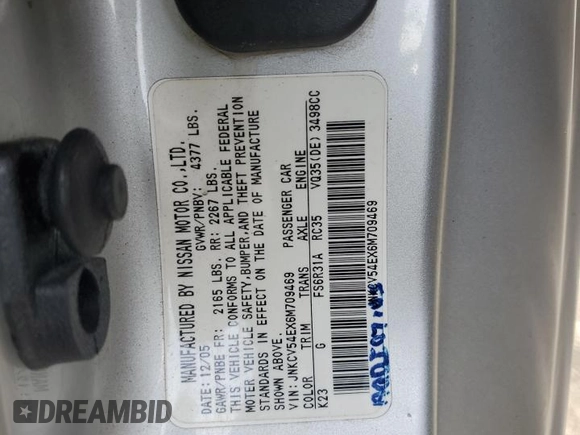 MANUFACTURED BY NISSAN MOTOR CO.,LTD.
DATE: 12/05 GVWR/PNBV: 4377 LBS.
GAWR/PNBE FR: 2165 LBS. RR: 2267 LBS.
THIS VEHICLE CONFORMS TO ALL APPLICABLE FEDERAL
MOTOR VEHICLE SAFETY,BUMPER,AND THEFT PREVENTION
STANDARDS IN EFFECT ON THE DATE OF MANUFACTURE
SHOWN ABOVE.
VIN: JNKCV54EX6M709469 PASSENGER CAR
COLOR TRIM TRANS AXLE ENGINE
K23 G FS6R31A RC35 VQ35(DE) 3498CC
JNKCV54EX6M709469
DREAMBID